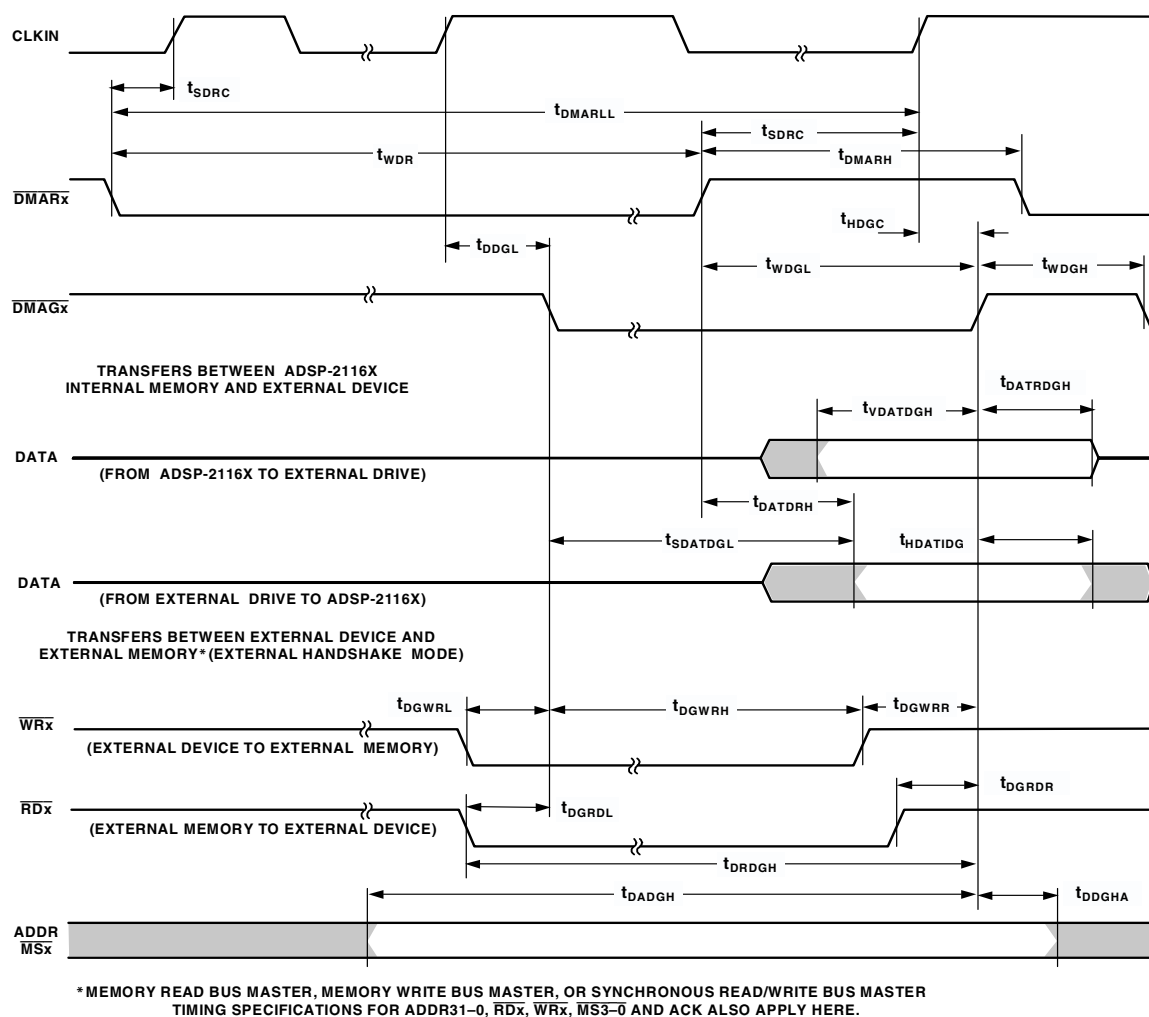 CLKIN
tSDRC
tDMARLL
tSDRC
tWDR
tDMARH
DMARx
tHDGC
tDDGL
tWDGL
tWDGH
DMAGx
TRANSFERS BETWEEN ADSP-2116X
INTERNAL MEMORY AND EXTERNAL DEVICE
tDATRDGH
tVDATDGH
DATA
(FROM ADSP-2116X TO EXTERNAL DRIVE)
tDATDRH
tSDATDGL
tHDATIDG
DATA
(FROM EXTERNAL DRIVE TO ADSP-2116X)
TRANSFERS BETWEEN EXTERNAL DEVICE AND
EXTERNAL MEMORY* (EXTERNAL HANDSHAKE MODE)
tDGWRL
tDGWRH
tDGWRR
WRx
(EXTERNAL DEVICE TO EXTERNAL MEMORY)
tDGRDR
RDx
tDGRDL
(EXTERNAL MEMORY TO EXTERNAL DEVICE)
tDRDGH
tDADGH
tDDGHA
ADDR
MSx
*MEMORY READ BUS MASTER, MEMORY WRITE BUS MASTER, OR SYNCHRONOUS READ/WRITE BUS MASTER
TIMING SPECIFICATIONS FOR ADDR31–0, RDx, WRx, MS3–0 AND ACK ALSO APPLY HERE.